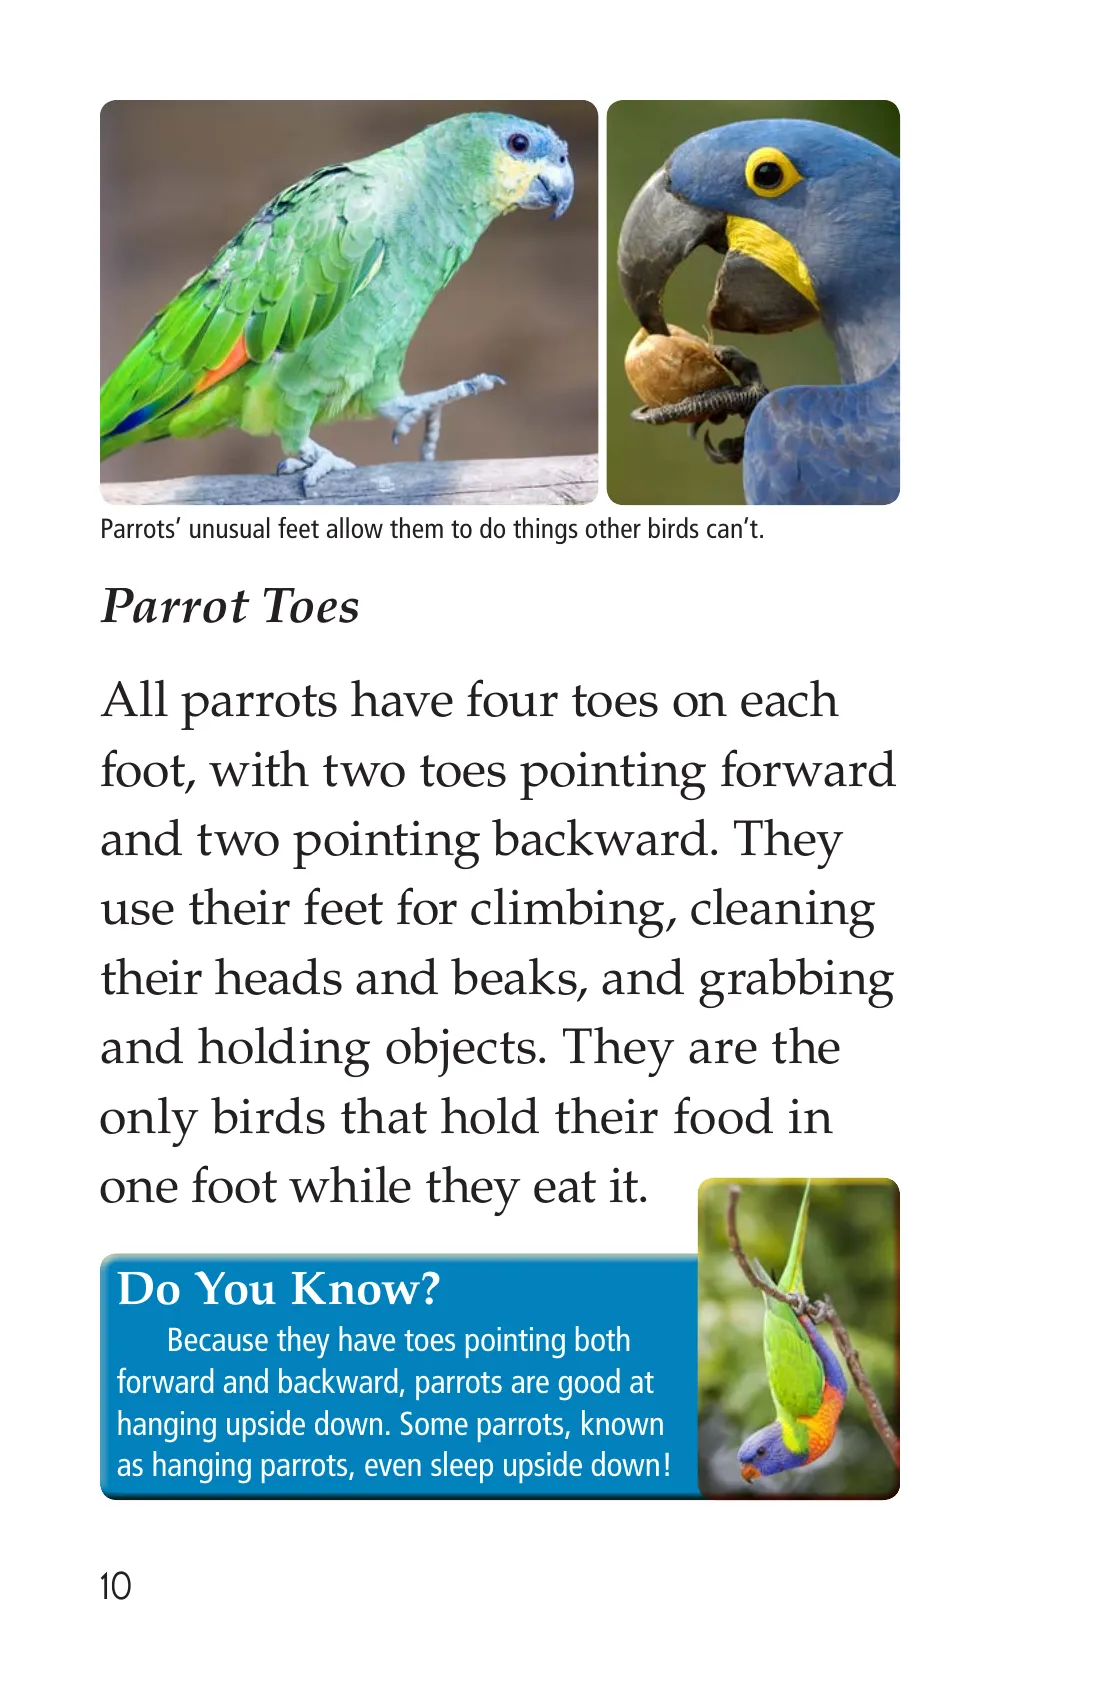 Parrots’ unusual feet allow them to do things other birds can’t.
Parrot Toes
All parrots have four toes on each
foot, with two toes pointing forward
and two pointing backward. They
use their feet for climbing, cleaning
their heads and beaks, and grabbing
and holding objects. They are the
only birds that hold their food in
one foot while they eat it.
Do You Know?
Because they have toes pointing both
forward and backward, parrots are good at
hanging upside down. Some parrots, known
as hanging parrots, even sleep upside down!
10